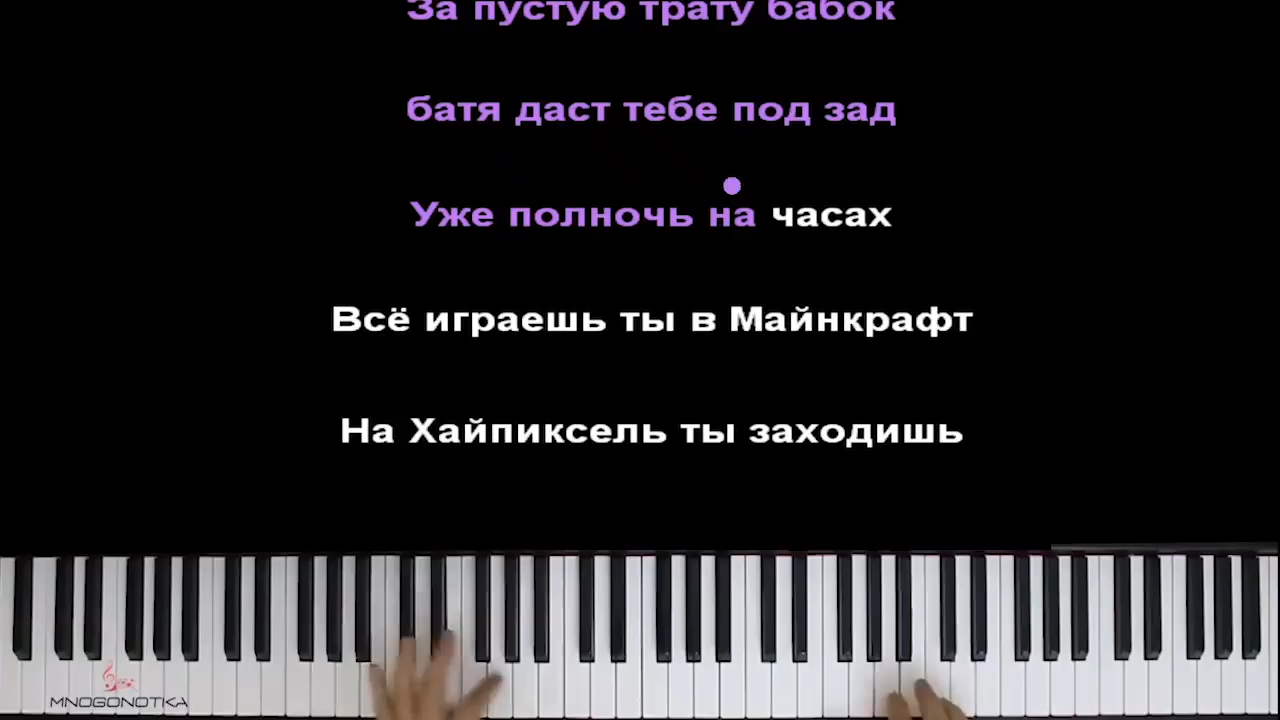 За пустую трату бабок
батя даст тебе под зад
Уже полночь на часах
Всё играешь ты в Майнкрафт
На Хайпиксель ты заходишь
MNOGONOTKA